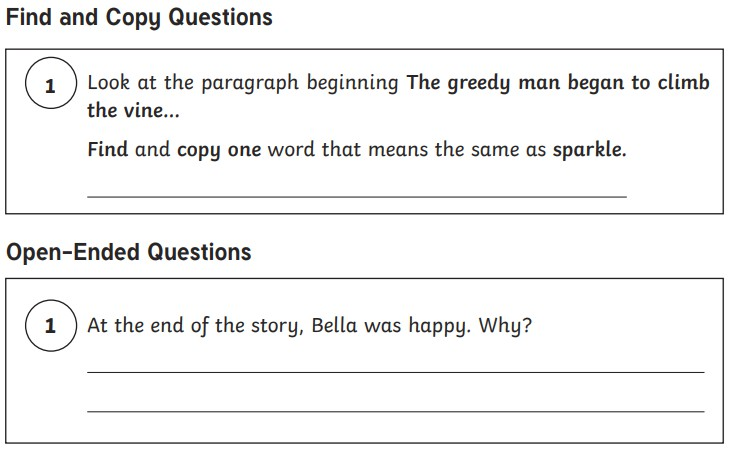 Find and Copy Questions
1
Look at the paragraph beginning The greedy man began to climb
the vine...
Find and copy one word that means the same as sparkle.
Open-Ended Questions
1
At the end of the story, Bella was happy. Why?